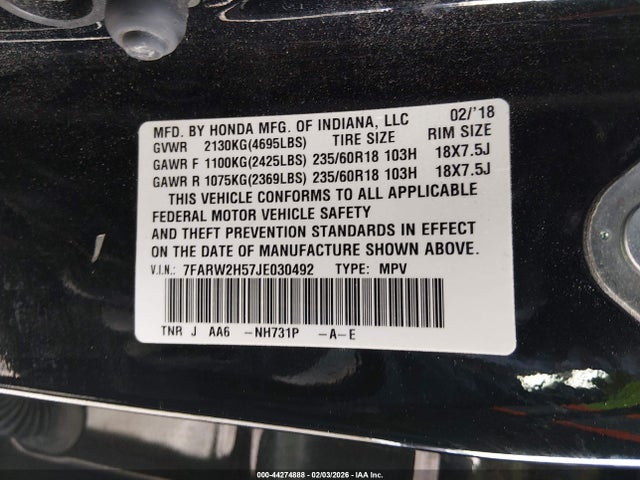 MFD. BY HONDA MFG. OF INDIANA, LLC 02/'18
GVWR 2130KG(4695LBS) TIRE SIZE RIM SIZE
GAWR F 1100KG(2425LBS) 235/60R18 103H 18X7.5J
GAWR R 1075KG(2369LBS) 235/60R18 103H 18X7.5J
THIS VEHICLE CONFORMS TO ALL APPLICABLE
FEDERAL MOTOR VEHICLE SAFETY
AND THEFT PREVENTION STANDARDS IN EFFECT
ON THE DATE OF MANUFACTURE SHOWN ABOVE.
V.I.N.: 7FARW2H57JE030492 TYPE: MPV
TNR J AA6 -NH731P -A-E
000-44274888 - 02/03/2026 - IAA Inc.